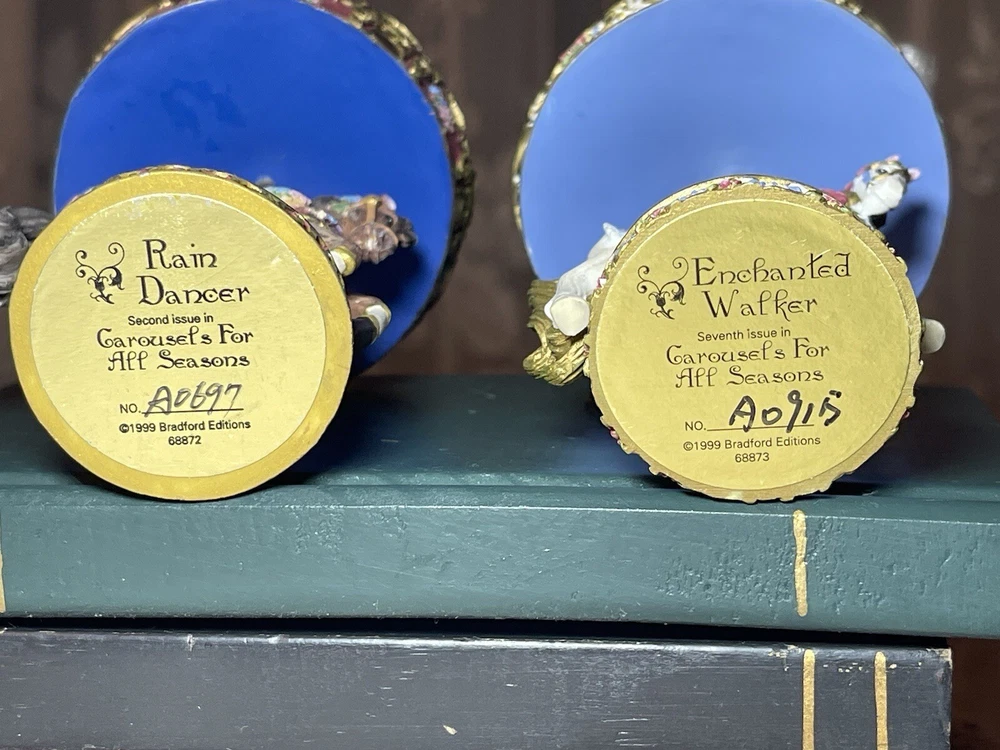 Rain
Dancer
Second issue in
Carousels For
All Seasons
NO. A0697
©1999 Bradford Editions
68872
Enchanted
Walker
Seventh issue in
Carousels For
All Seasons
NO. A0915
©1999 Bradford Editions
68873